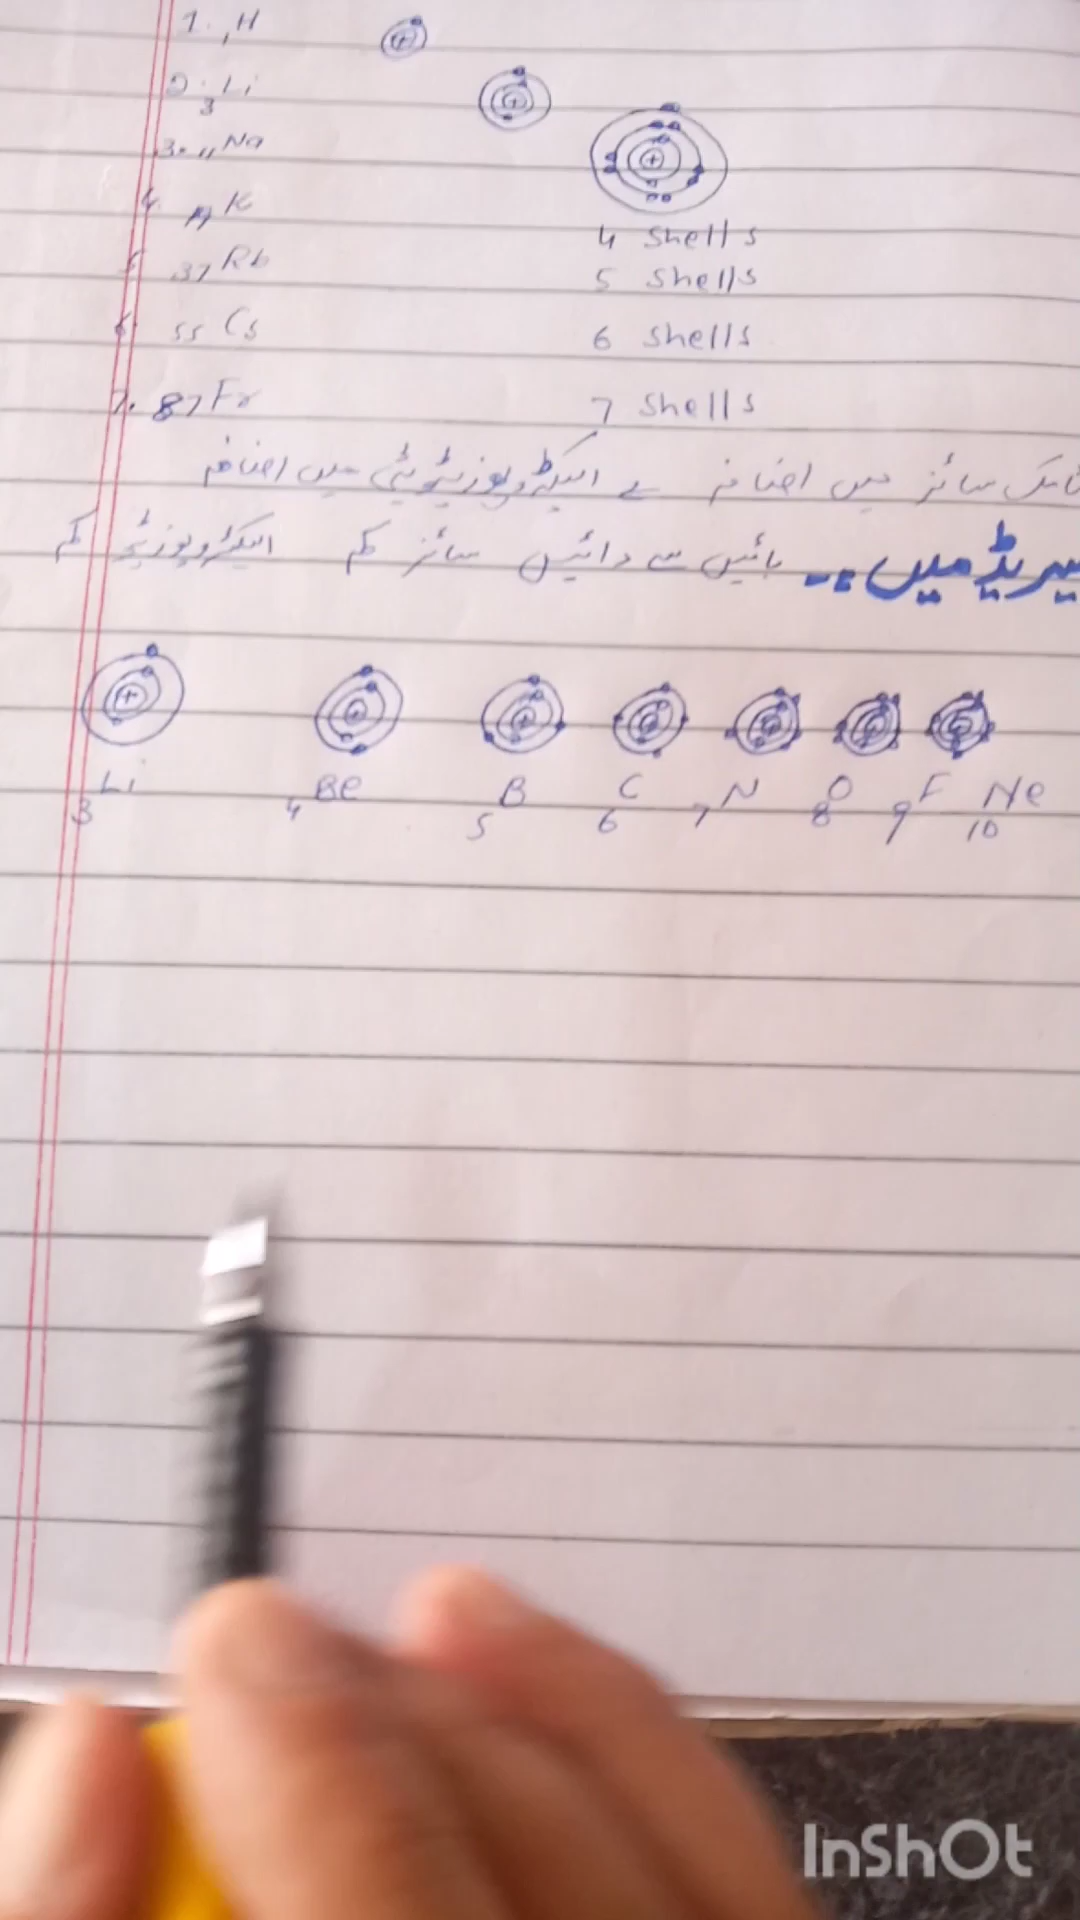 1. ₁H
2. ₃Li
3. ₁₁Na
4. ₁₉K 4 Shells
5 ₃₇Rb 5 Shells
6 ₅₅Cs 6 Shells
7. ₈₇Fr 7 Shells
سائز میں اضافہ سے الیکٹروپوزیٹیویٹی میں اضافہ
میں :- بائیں سے دائیں سائز کم الیکٹروپوزیٹیو کم
₃Li ₄Be ₅B ₆C ₇N ₈O ₉F ₁₀Ne
InShOt